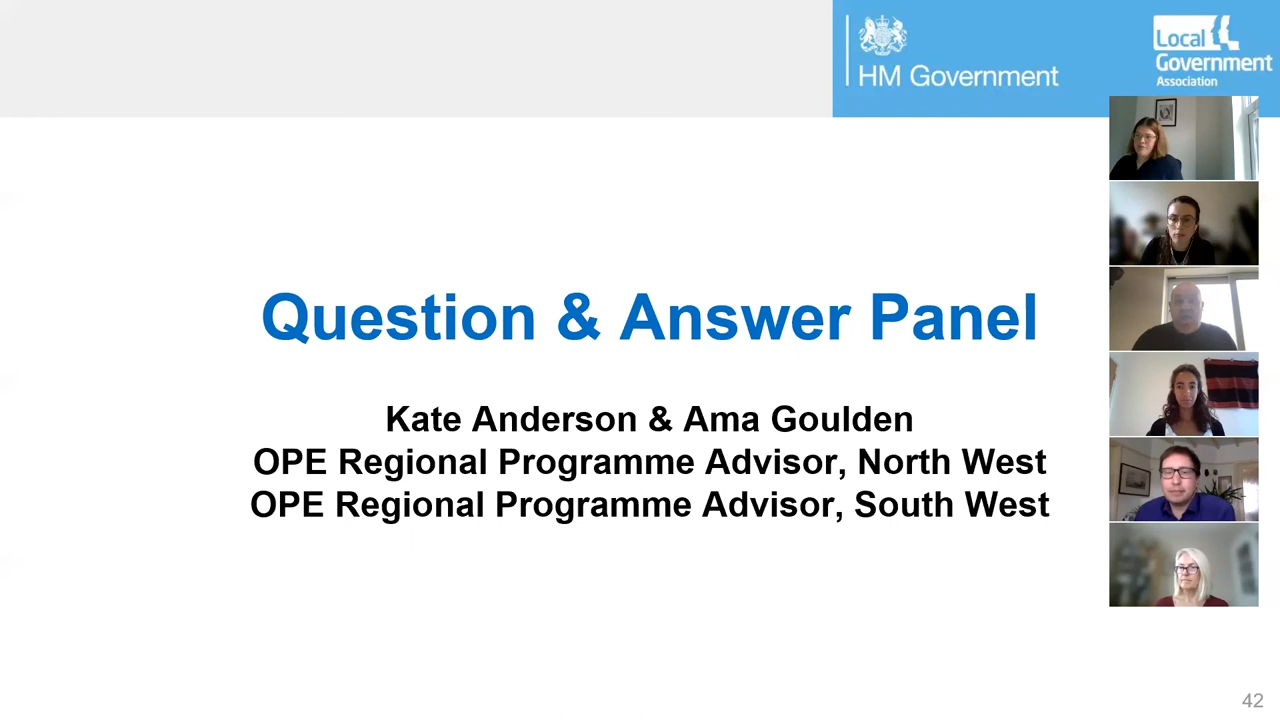 HM Government
Local
Government
Association
Question & Answer Panel
Kate Anderson & Ama Goulden
OPE Regional Programme Advisor, North West
OPE Regional Programme Advisor, South West
42